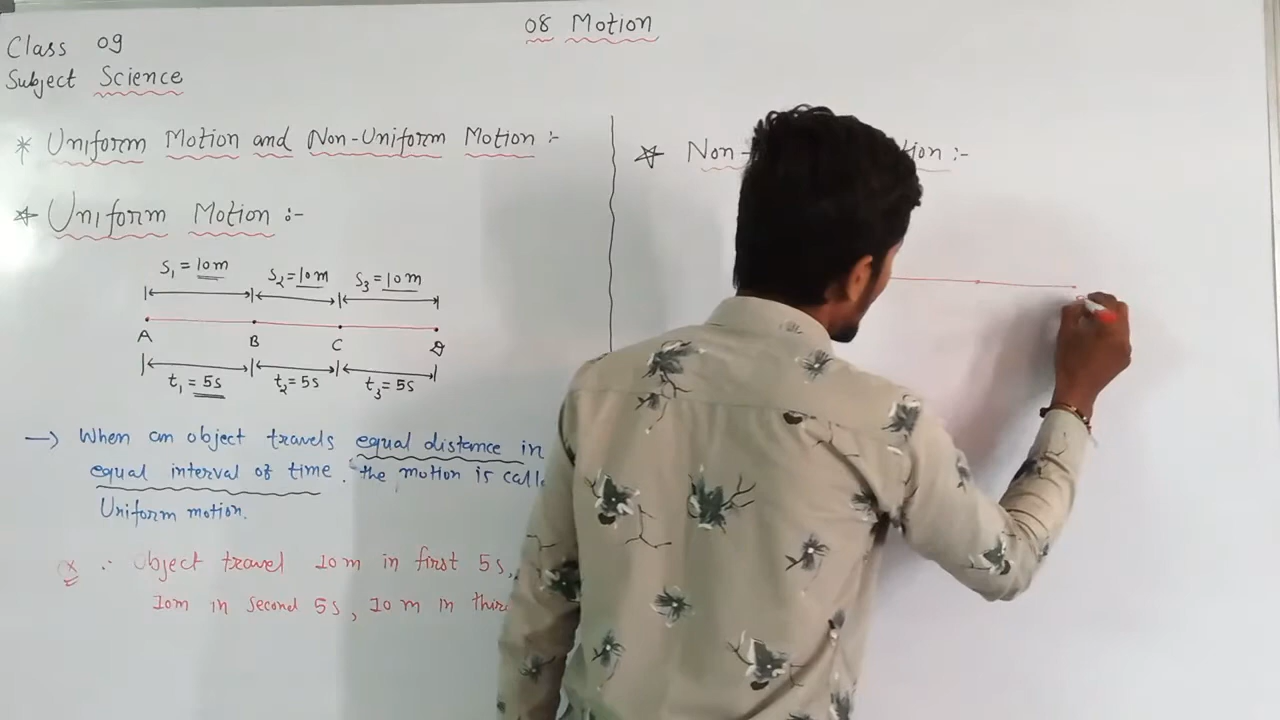 08 Motion
Class 09
Subject Science
* Uniform Motion and Non-Uniform Motion :-
☆ Uniform Motion :-
S₁ = 10m S₂ = 10m S₃ = 10m
A B C D
t₁ = 5s t₂ = 5s t₃ = 5s
→ When an object travels equal distance in
equal interval of time. the motion is
Uniform motion.
∴ Object travel 10m in first 5s,
10m in second 5s, 10m in
☆ Non- :-